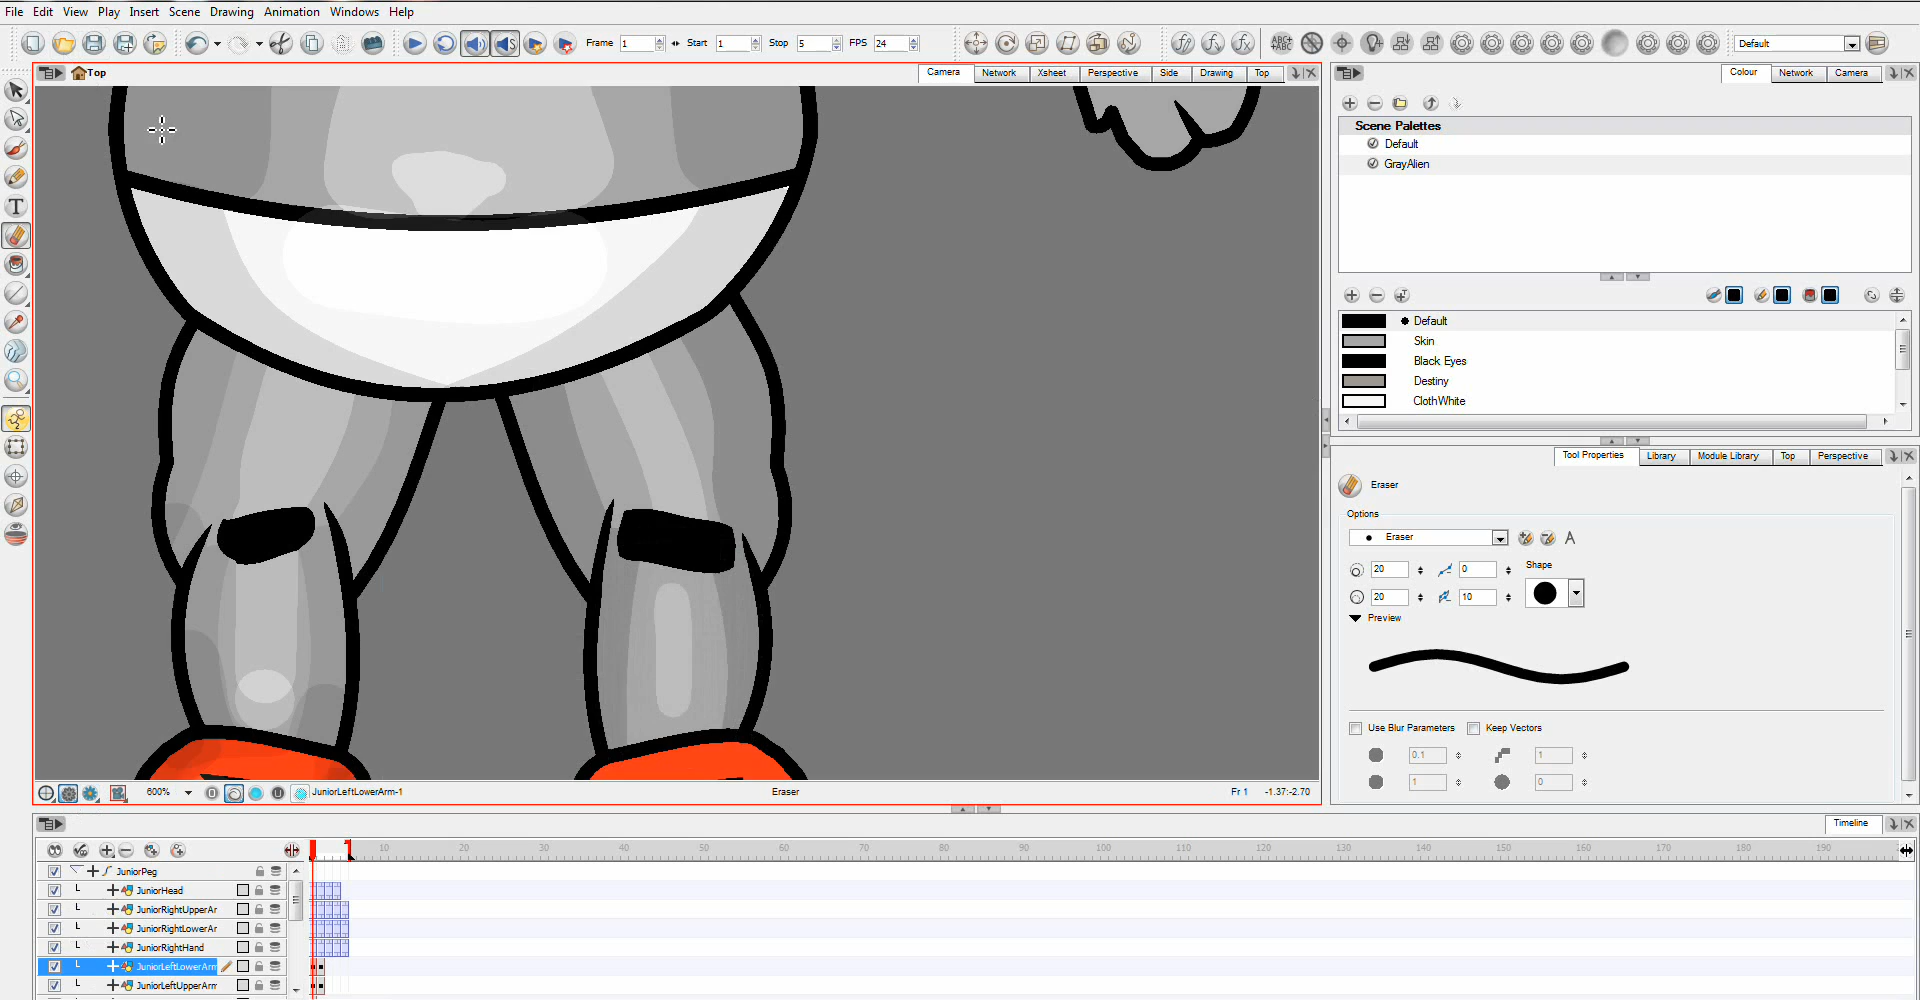 File Edit View Play Insert Scene Drawing Animation Windows Help
Frame 1 Start 1 Stop 5 FPS 24 Default
Top Camera Network Xsheet Perspective Side Drawing Top
Colour Network Camera
Scene Palettes
Default
GrayAlien
Default
Skin
Black Eyes
Destiny
ClothWhite
Tool Properties Library Module Library Top Perspective
Eraser
Options
Eraser A
20 0 Shape
20 10
Preview
Use Blur Parameters Keep Vectors
0.1 1
1 0
600% JuniorLeftLowerArm-1 Eraser Fr 1 -1.37:-2.70
Timeline
10 20 30 40 50 60 70 80 90 100 110 120 130 140 150 160 170 180 190
JuniorPeg
JuniorHead
JuniorRightUpperAr
JuniorRightLowerAr
JuniorRightHand
JuniorLeftLowerArm
JuniorLeftUpperArm